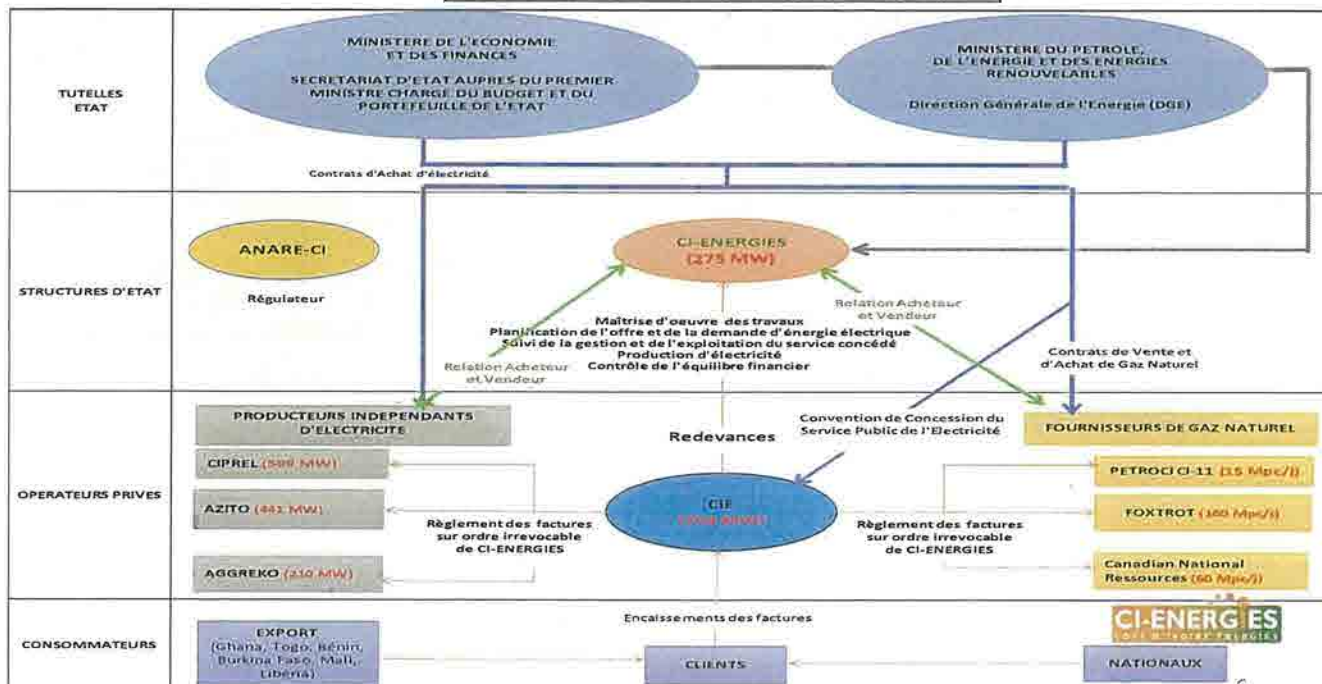 TUTELLES
ETAT
MINISTERE DE L'ECONOMIE
ET DES FINANCES
SECRETARIAT D'ETAT AUPRES DU PREMIER
MINISTRE CHARGE DU BUDGET ET DU
PORTEFEUILLE DE L'ETAT
MINISTERE DU PETROLE,
DE L'ENERGIE ET DES ENERGIES
RENOUVELABLES
Direction Générale de l'Energie (DGE)
Contrats d'Achat d'électricité
STRUCTURES D'ETAT
ANARE-CI
Régulateur
CI-ENERGIES
(275 MW)
Relation Acheteur
et Vendeur
Maîtrise d'oeuvre des travaux
Planification de l'offre et de la demande d'énergie électrique
Suivi de la gestion et de l'exploitation du service concédé
Production d'électricité
Contrôle de l'équilibre financier
Relation Acheteur
et Vendeur
Contrats de Vente et
d'Achat de Gaz Naturel
OPERATEURS PRIVES
PRODUCTEURS INDEPENDANTS
D'ELECTRICITE
Redevances
Convention de Concession du
Service Public de l'Electricité
FOURNISSEURS DE GAZ NATUREL
CIPREL
MW)
PETROCI CI-11 (15 Mpc/j)
AZITO (441 MW)
CIE
FOXTROT
Mpc/j)
Règlement des factures
sur ordre irrevocable
de CI-ENERGIES
Règlement des factures
sur ordre irrevocable
de CI-ENERGIES
AGGREKO (210 MW)
Canadian National
Ressources (60 Mpc/j)
CONSOMMATEURS
Encaissements des factures
CI-ENERGIES
EXPORT
(Ghana, Togo, Bénin,
Burkina Faso, Mali,
Libéria)
CLIENTS
NATIONAUX